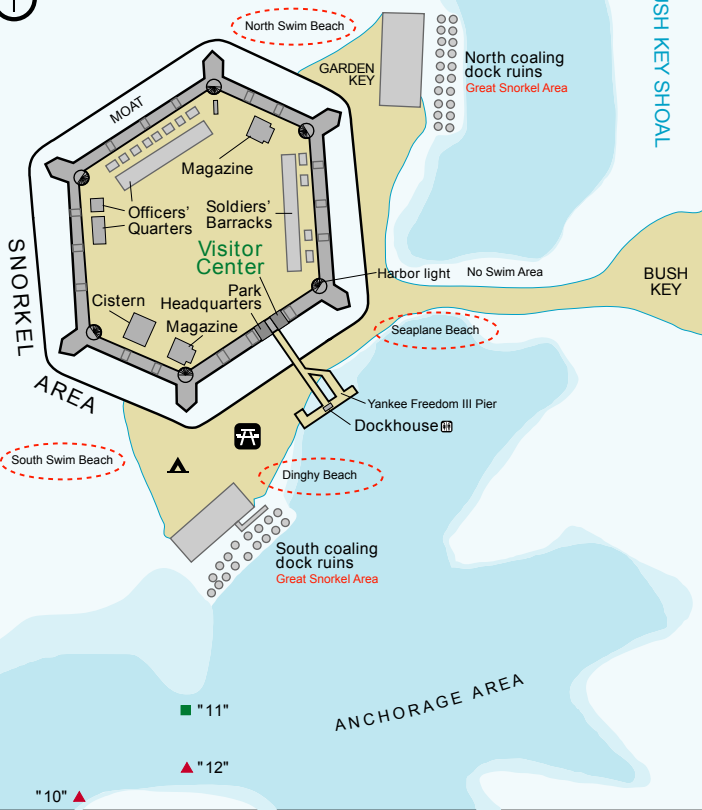 North Swim Beach
GARDEN
KEY
North coaling
dock ruins
Great Snorkel Area
USH KEY SHOAL
MOAT
Magazine
Officers'
Quarters
Soldiers'
Barracks
Visitor
Center
SNORKEL
AREA
Harbor light
No Swim Area
BUSH
KEY
Cistern
Park
Headquarters
Magazine
Seaplane Beach
Yankee Freedom III Pier
Dockhouse
South Swim Beach
Dinghy Beach
South coaling
dock ruins
Great Snorkel Area
ANCHORAGE AREA
"11"
"12"
"10"